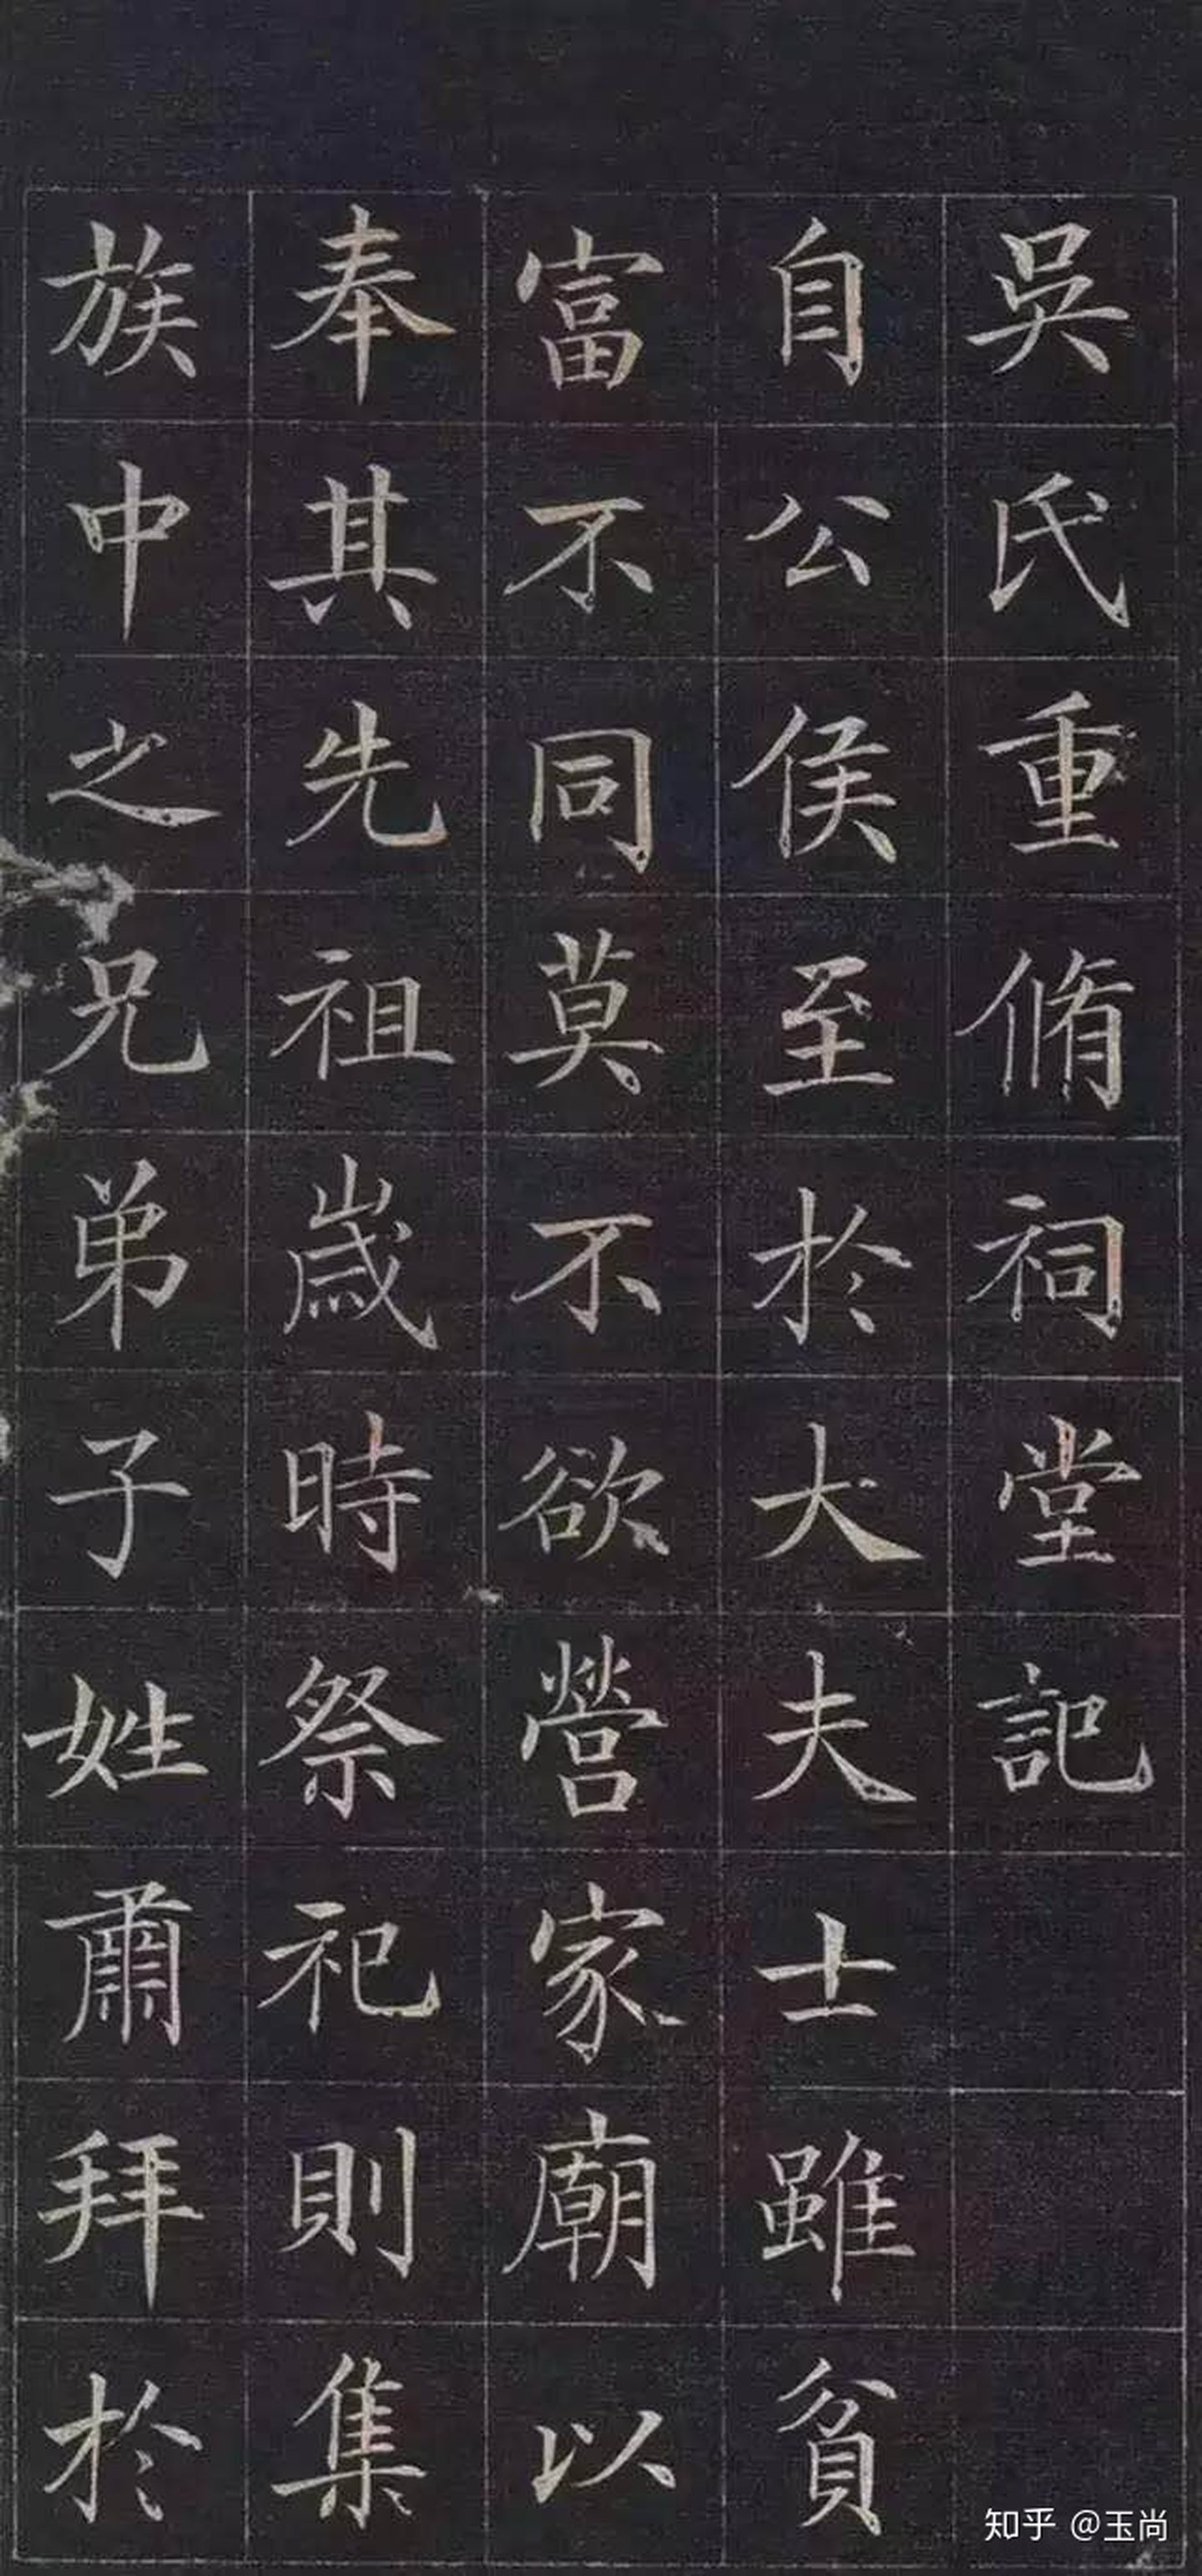 吳氏重脩祠堂記
自公侯至於大夫士雖貧
富不同莫不欲營家廟以
奉其先祖歲時祭祀則集
族中之兄弟子姓肅拜於
知乎 @玉尚